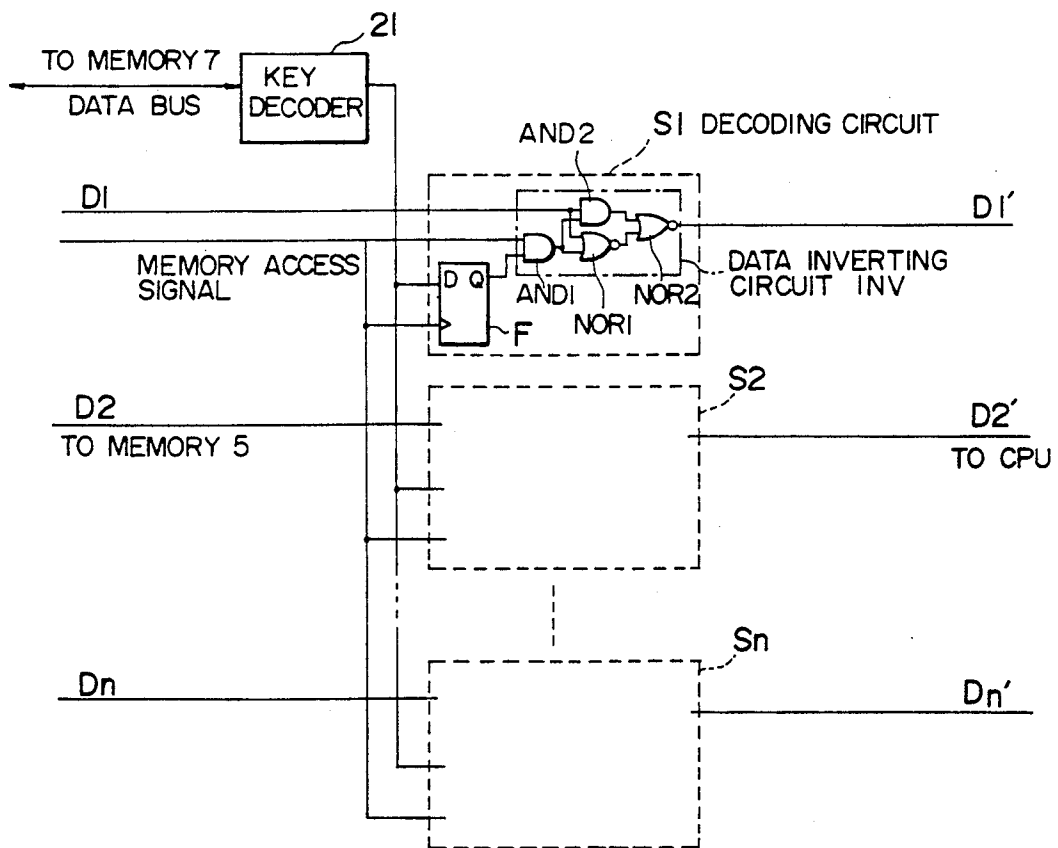 21
TO MEMORY 7
DATA BUS
KEY
DECODER
S1 DECODING CIRCUIT
AND2
D1
D1'
MEMORY ACCESS
SIGNAL
D Q
AND1
NOR1
NOR2
DATA INVERTING
CIRCUIT INV
F
S2
D2
TO MEMORY 5
D2'
TO CPU
Sn
Dn
Dn'